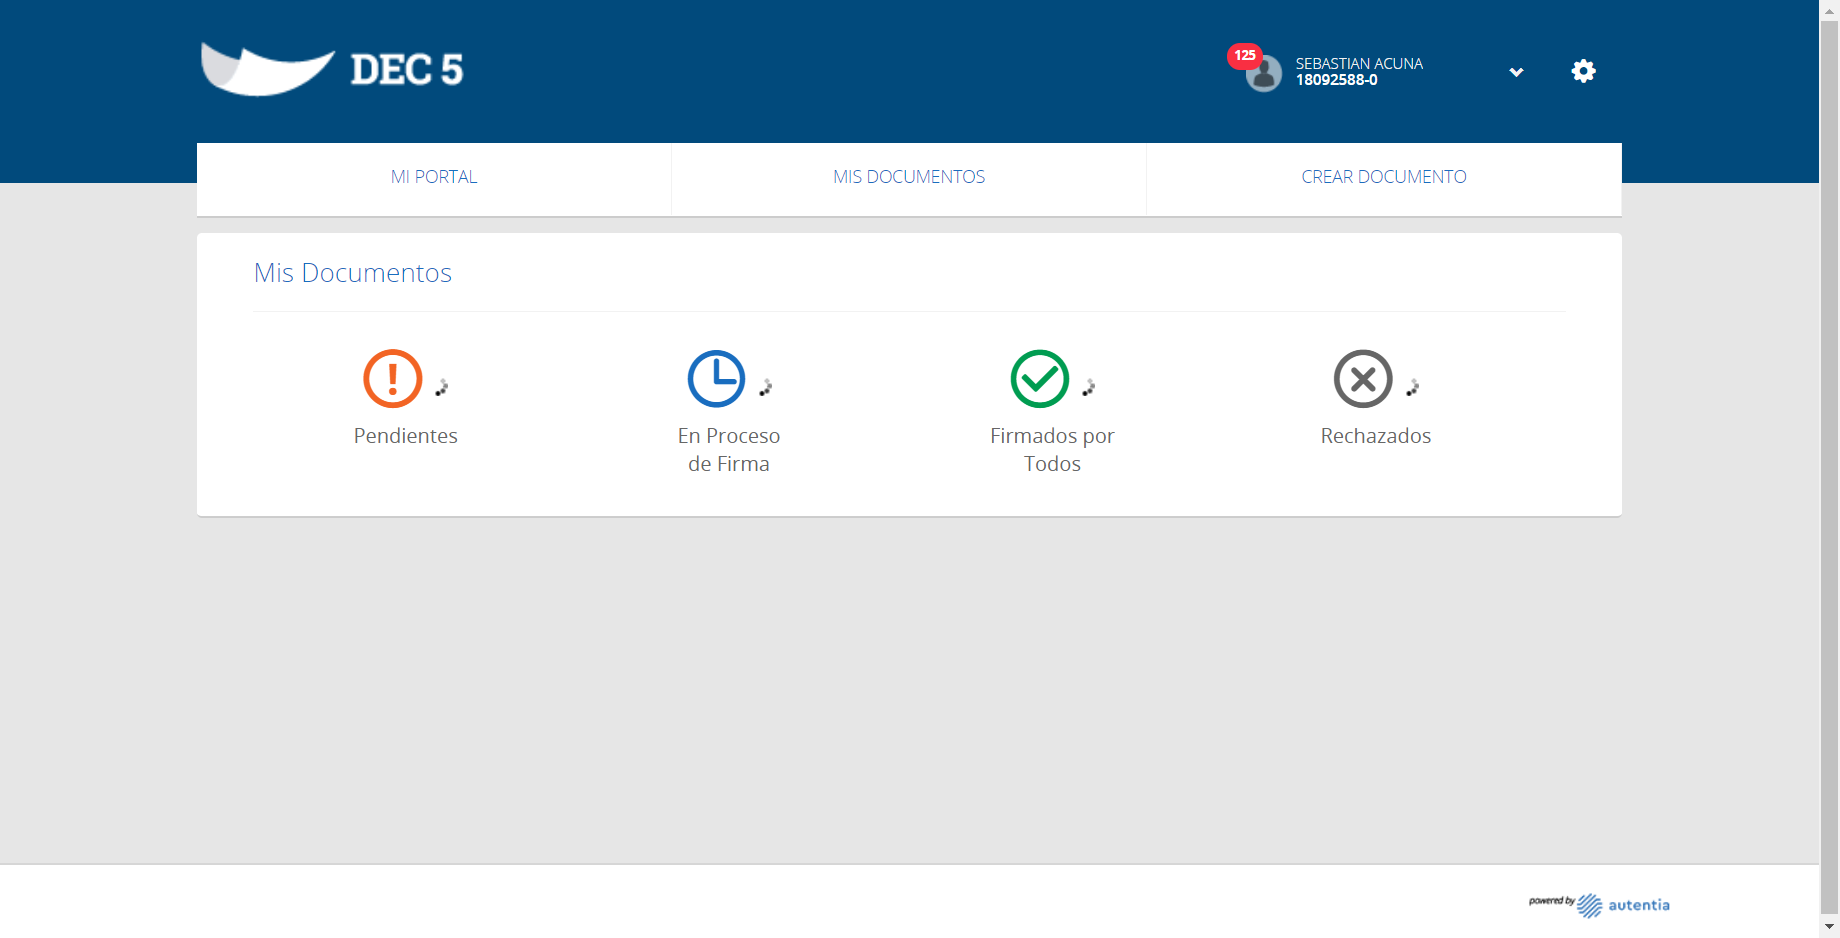 DEC 5
125
SEBASTIAN ACUNA
18092588-0
MI PORTAL
MIS DOCUMENTOS
CREAR DOCUMENTO
Mis Documentos
Pendientes
En Proceso
de Firma
Firmados por
Todos
Rechazados
powered by autentia